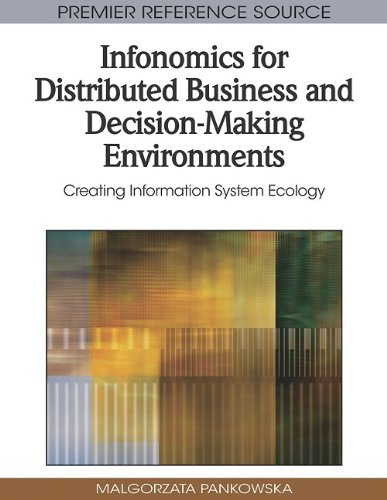 PREMIER REFERENCE SOURCE
Infonomics for
Distributed Business and
Decision-Making
Environments
Creating Information System Ecology
MALGORZATA PANKOWSKA